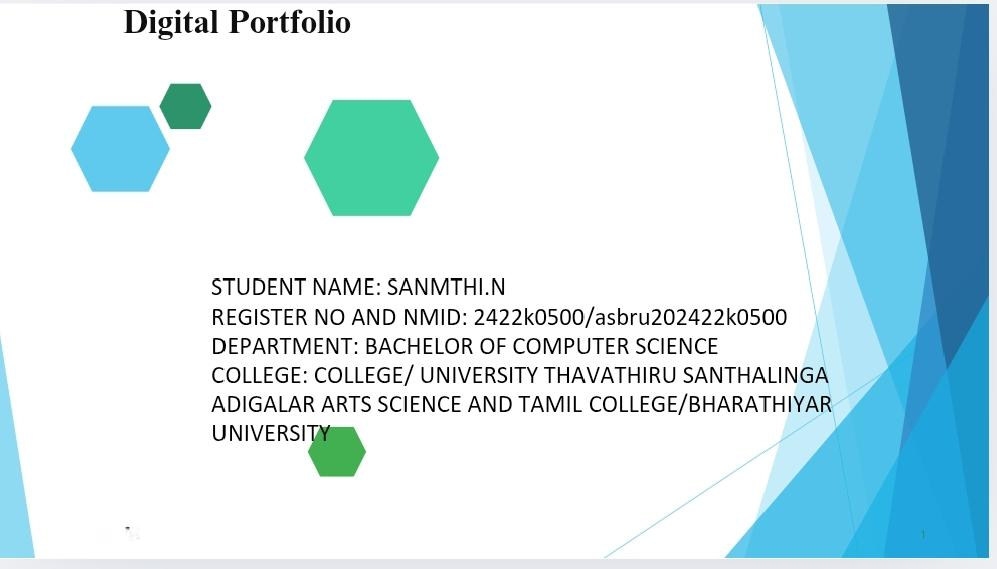 Digital Portfolio
STUDENT NAME: SANMTHI.N
REGISTER NO AND NMID: 2422k0500/asbru202422k0500
DEPARTMENT: BACHELOR OF COMPUTER SCIENCE
COLLEGE: COLLEGE/ UNIVERSITY THAVATHIRU SANTHALINGA
ADIGALAR ARTS SCIENCE AND TAMIL COLLEGE/BHARATHIYAR
UNIVERSITY
1